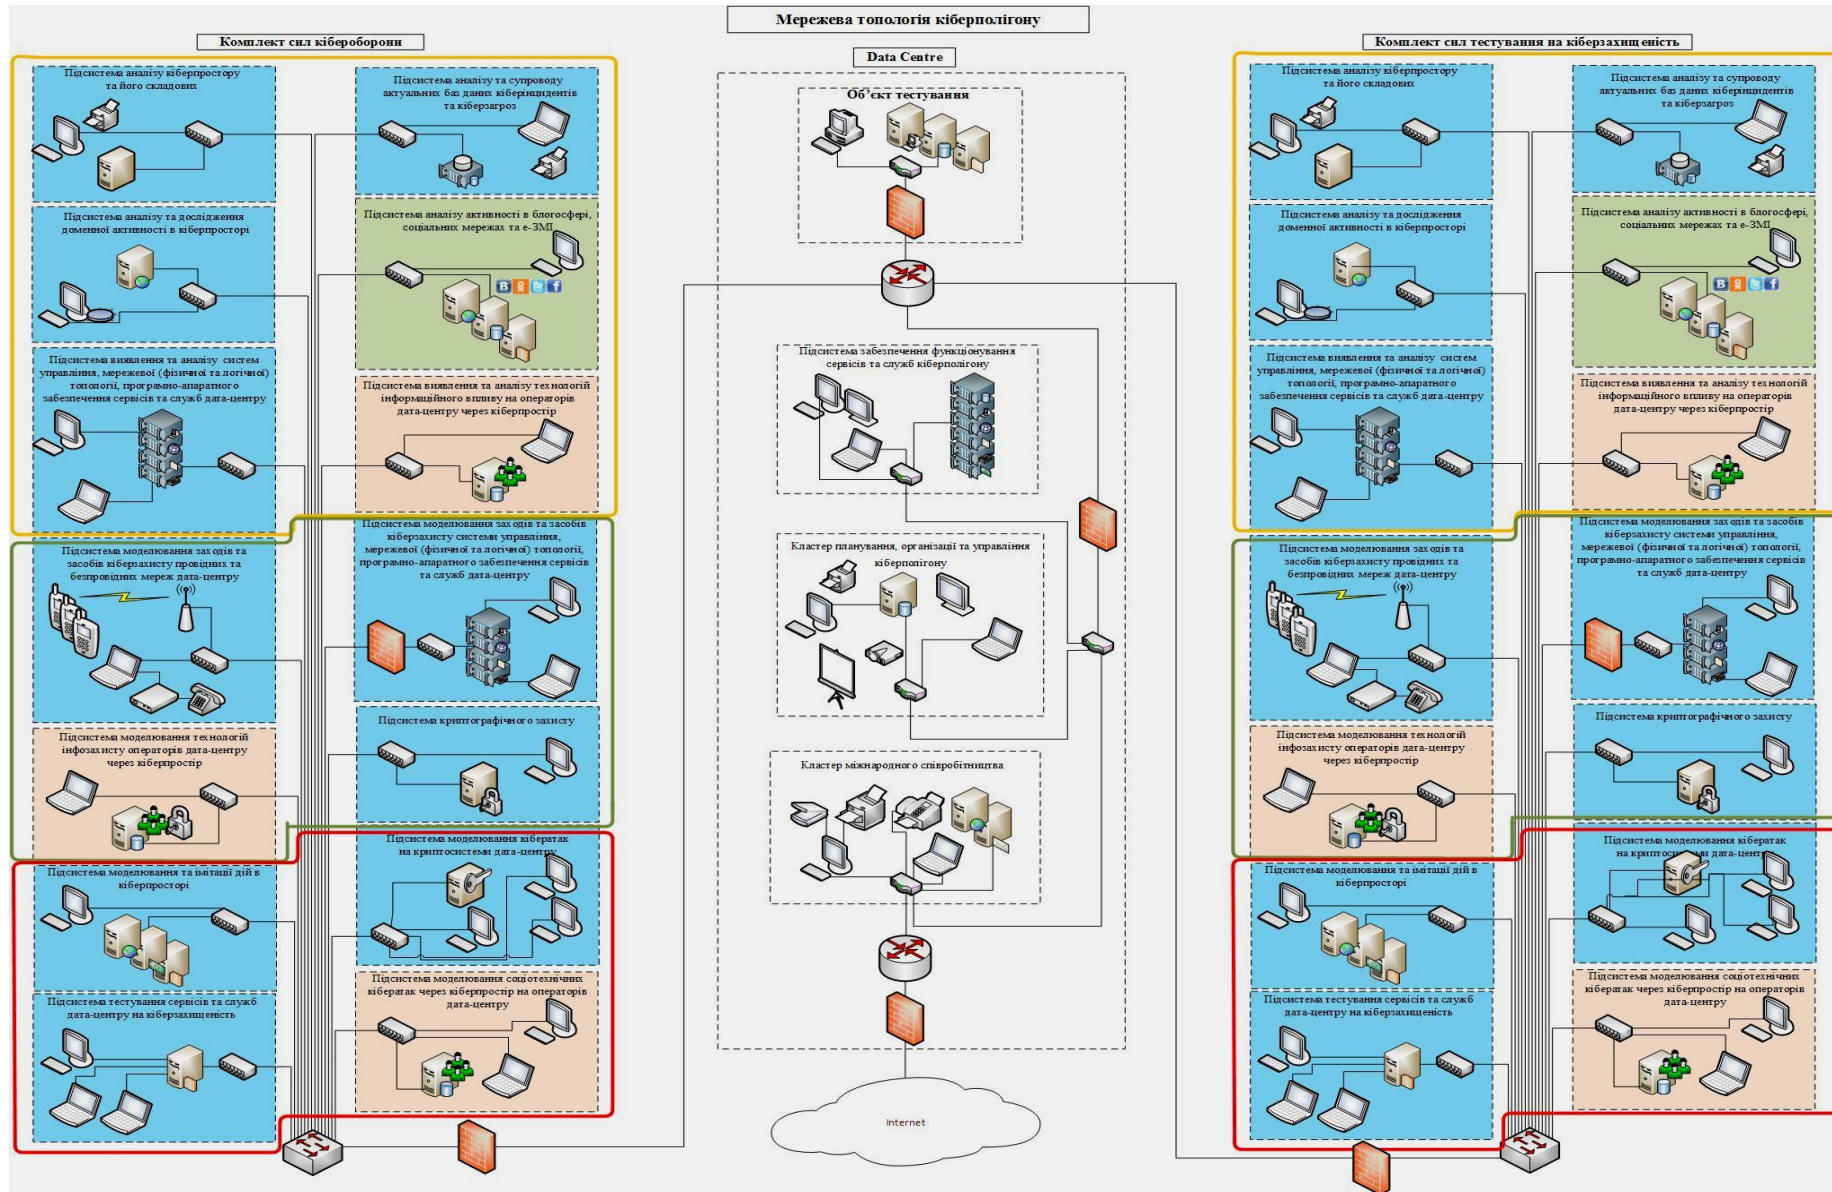 Мережева топологія кіберполігону
Комплект сил кібероборони
Підсистема аналізу кіберпростору
та його складових
Підсистема аналізу та супроводу
актуальних баз даних кіберінцидентів
та кіберзагроз
Підсистема аналізу та дослідження
доменної активності в кіберпросторі
Підсистема аналізу активності в блогосфері,
соціальних мережах та е-ЗМІ
Підсистема виявлення та аналізу систем
управління, мережевої (фізичної та логічної)
топології, програмно-апаратного
забезпечення сервісів та служб дата-центру
Підсистема виявлення та аналізу технологій
інформаційного впливу на операторів
дата-центру через кіберпростір
Підсистема моделювання заходів та
засобів кіберзахисту провідних та
безпровідних мереж дата-центру
Підсистема моделювання заходів та засобів
кіберзахисту системи управління,
мережевої (фізичної та логічної) топології,
програмно-апаратного забезпечення сервісів
та служб дата-центру
Підсистема моделювання технологій
інфозахисту операторів дата-центру
через кіберпростір
Підсистема криптографічного захисту
Підсистема моделювання та імітації дій в
кіберпросторі
Підсистема моделювання кібератак
на криптосистеми дата-центру
Підсистема тестування сервісів та служб
дата-центру на кіберзахищеність
Підсистема моделювання соціотехнічних
кібератак через кіберпростір на операторів
дата-центру
Data Centre
Об’єкт тестування
Підсистема забезпечення функціонування
сервісів та служб кіберполігону
Кластер планування, організації та управління
кіберполігону
Кластер міжнародного співробітництва
Internet
Комплект сил тестування на кіберзахищеність
Підсистема аналізу кіберпростору
та його складових
Підсистема аналізу та супроводу
актуальних баз даних кіберінцидентів
та кіберзагроз
Підсистема аналізу та дослідження
доменної активності в кіберпросторі
Підсистема аналізу активності в блогосфері,
соціальних мережах та е-ЗМІ
Підсистема виявлення та аналізу систем
управління, мережевої (фізичної та логічної)
топології, програмно-апаратного
забезпечення сервісів та служб дата-центру
Підсистема виявлення та аналізу технологій
інформаційного впливу на операторів
дата-центру через кіберпростір
Підсистема моделювання заходів та
засобів кіберзахисту провідних та
безпровідних мереж дата-центру
Підсистема моделювання заходів та засобів
кіберзахисту системи управління,
мережевої (фізичної та логічної) топології,
програмно-апаратного забезпечення сервісів
та служб дата-центру
Підсистема моделювання технологій
інфозахисту операторів дата-центру
через кіберпростір
Підсистема криптографічного захисту
Підсистема моделювання та імітації дій в
кіберпросторі
Підсистема моделювання кібератак
на криптосистеми дата-центру
Підсистема тестування сервісів та служб
дата-центру на кіберзахищеність
Підсистема моделювання соціотехнічних
кібератак через кіберпростір на операторів
дата-центру